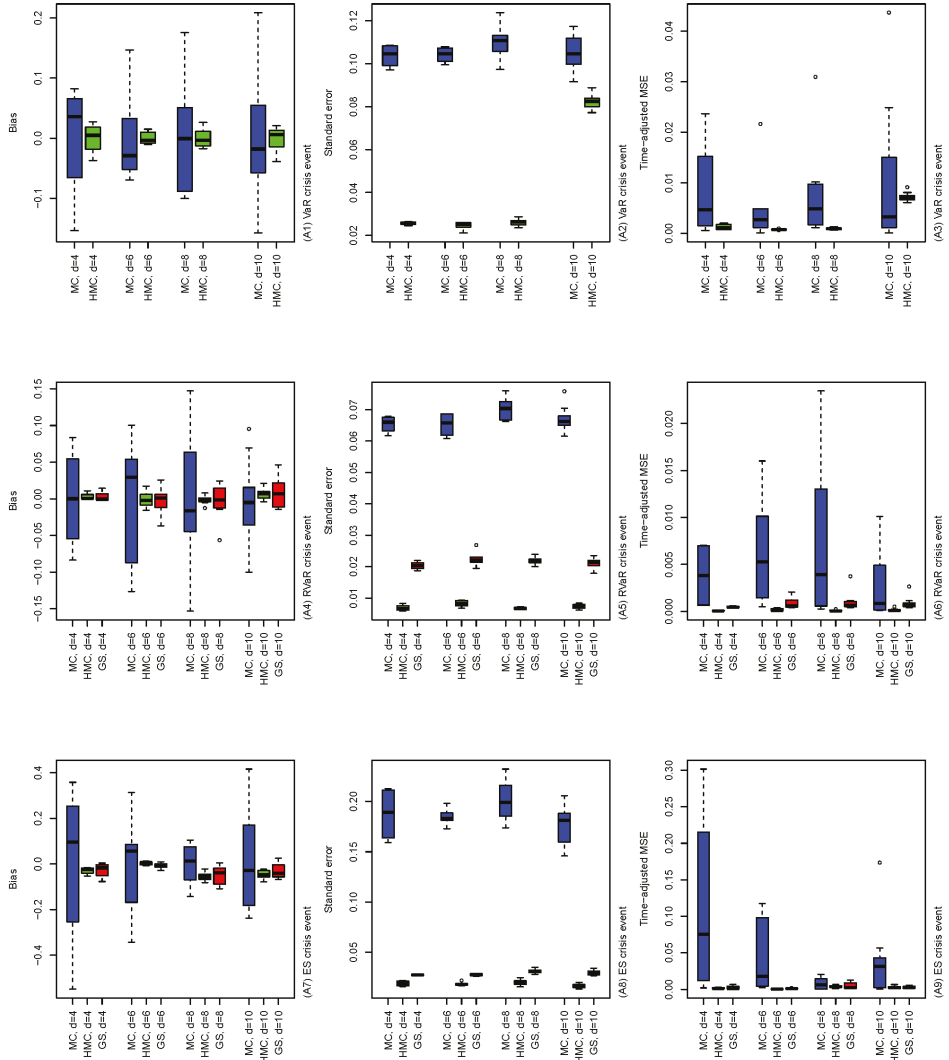 Bias
0.2
0.1
0.0
−0.1
MC, d=4
HMC, d=4
MC, d=6
HMC, d=6
MC, d=8
HMC, d=8
MC, d=10
HMC, d=10
(A1) VaR crisis event
Standard error
0.12
0.10
0.08
0.06
0.04
0.02
MC, d=4
HMC, d=4
MC, d=6
HMC, d=6
MC, d=8
HMC, d=8
MC, d=10
HMC, d=10
(A2) VaR crisis event
Time−adjusted MSE
0.04
0.03
0.02
0.01
0.00
MC, d=4
HMC, d=4
MC, d=6
HMC, d=6
MC, d=8
HMC, d=8
MC, d=10
HMC, d=10
(A3) VaR crisis event
Bias
0.15
0.10
0.05
0.00
−0.05
−0.10
−0.15
MC, d=4
HMC, d=4
GS, d=4
MC, d=6
HMC, d=6
GS, d=6
MC, d=8
HMC, d=8
GS, d=8
MC, d=10
HMC, d=10
GS, d=10
(A4) RVaR crisis event
Standard error
0.07
0.06
0.05
0.04
0.03
0.02
0.01
MC, d=4
HMC, d=4
GS, d=4
MC, d=6
HMC, d=6
GS, d=6
MC, d=8
HMC, d=8
GS, d=8
MC, d=10
HMC, d=10
GS, d=10
(A5) RVaR crisis event
Time−adjusted MSE
0.020
0.015
0.010
0.005
0.000
MC, d=4
HMC, d=4
GS, d=4
MC, d=6
HMC, d=6
GS, d=6
MC, d=8
HMC, d=8
GS, d=8
MC, d=10
HMC, d=10
GS, d=10
(A6) RVaR crisis event
Bias
0.4
0.2
0.0
−0.2
−0.4
MC, d=4
HMC, d=4
GS, d=4
MC, d=6
HMC, d=6
GS, d=6
MC, d=8
HMC, d=8
GS, d=8
MC, d=10
HMC, d=10
GS, d=10
(A7) ES crisis event
Standard error
0.20
0.15
0.10
0.05
MC, d=4
HMC, d=4
GS, d=4
MC, d=6
HMC, d=6
GS, d=6
MC, d=8
HMC, d=8
GS, d=8
MC, d=10
HMC, d=10
GS, d=10
(A8) ES crisis event
Time−adjusted MSE
0.30
0.20
0.15
0.10
0.05
0.00
MC, d=4
HMC, d=4
GS, d=4
MC, d=6
HMC, d=6
GS, d=6
MC, d=8
HMC, d=8
GS, d=8
MC, d=10
HMC, d=10
GS, d=10
(A9) ES crisis event